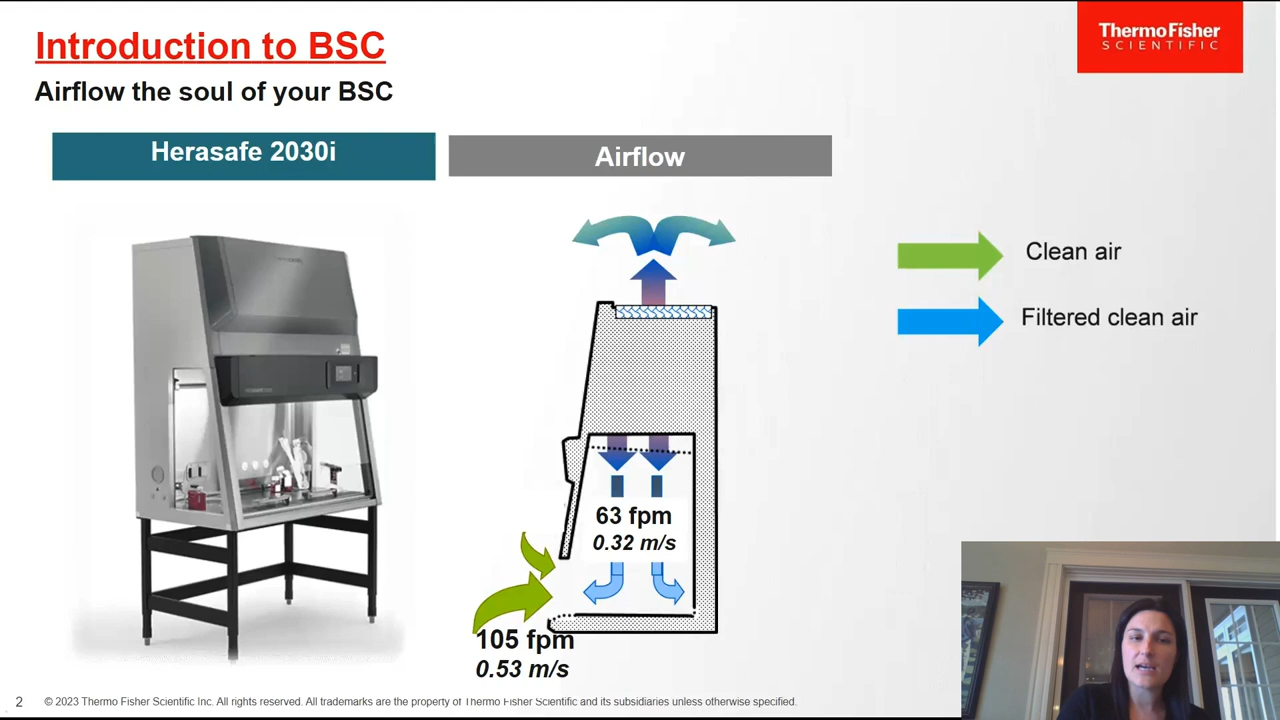 Introduction to BSC
ThermoFisher
SCIENTIFIC
Airflow the soul of your BSC
Herasafe 2030i
Airflow
Clean air
Filtered clean air
63 fpm
0.32 m/s
105 fpm
0.53 m/s
2
© 2023 Thermo Fisher Scientific Inc. All rights reserved. All trademarks are the property of Thermo Fisher Scientific and its subsidiaries unless otherwise specified.